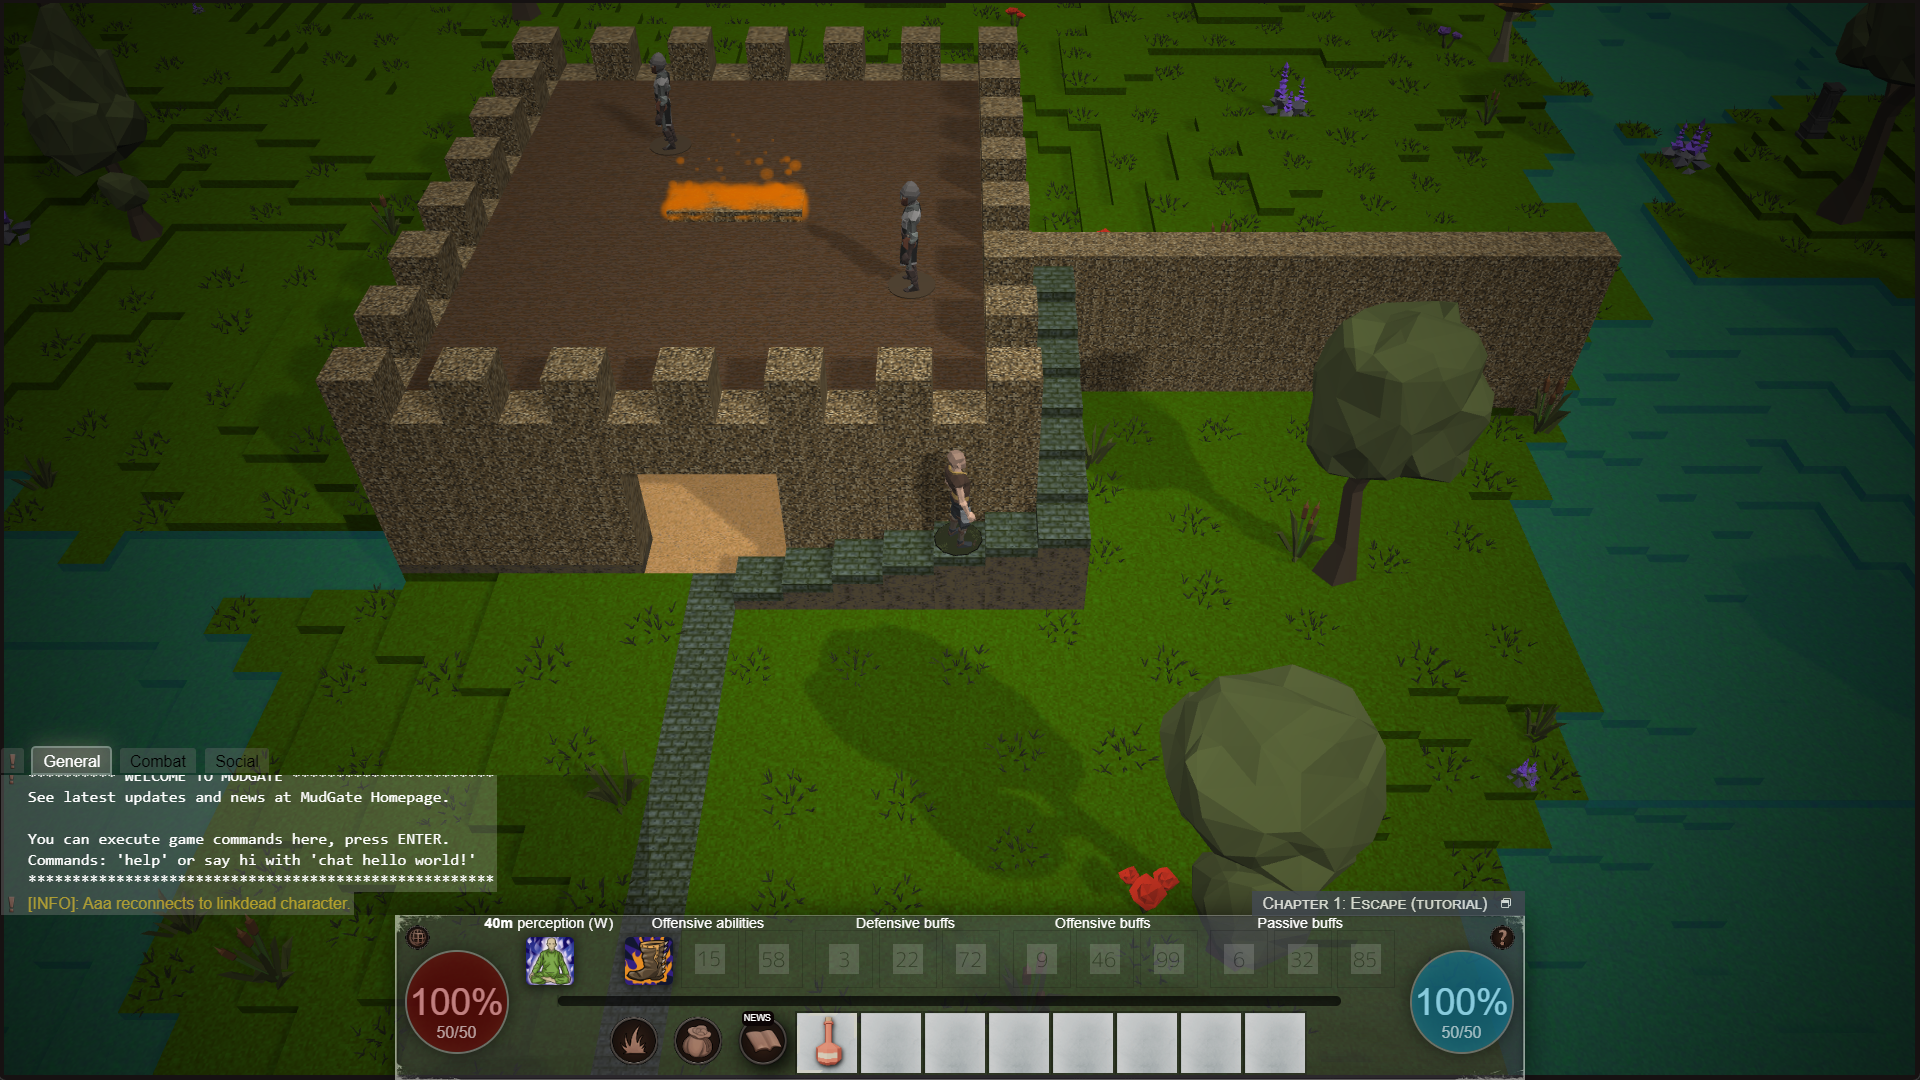 General Combat Social
********** WELCOME TO MUDGATE ***********************
See latest updates and news at MudGate Homepage.
You can execute game commands here, press ENTER.
Commands: 'help' or say hi with 'chat hello world!'
*****************************************************
[INFO]: Aaa reconnects to linkdead character.
Chapter 1: Escape (tutorial)
40m perception (W) Offensive abilities Defensive buffs Offensive buffs Passive buffs
?
15 58 3 22 72 9 46 99 6 32 85
100%
50/50
100%
50/50
NEWS